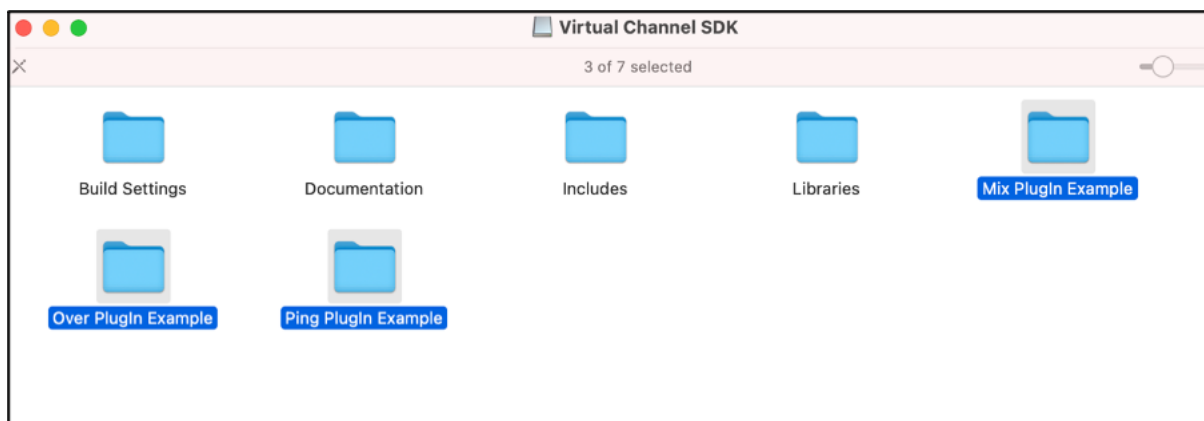 Virtual Channel SDK
3 of 7 selected
Build Settings
Documentation
Includes
Libraries
Mix PlugIn Example
Over PlugIn Example
Ping PlugIn Example